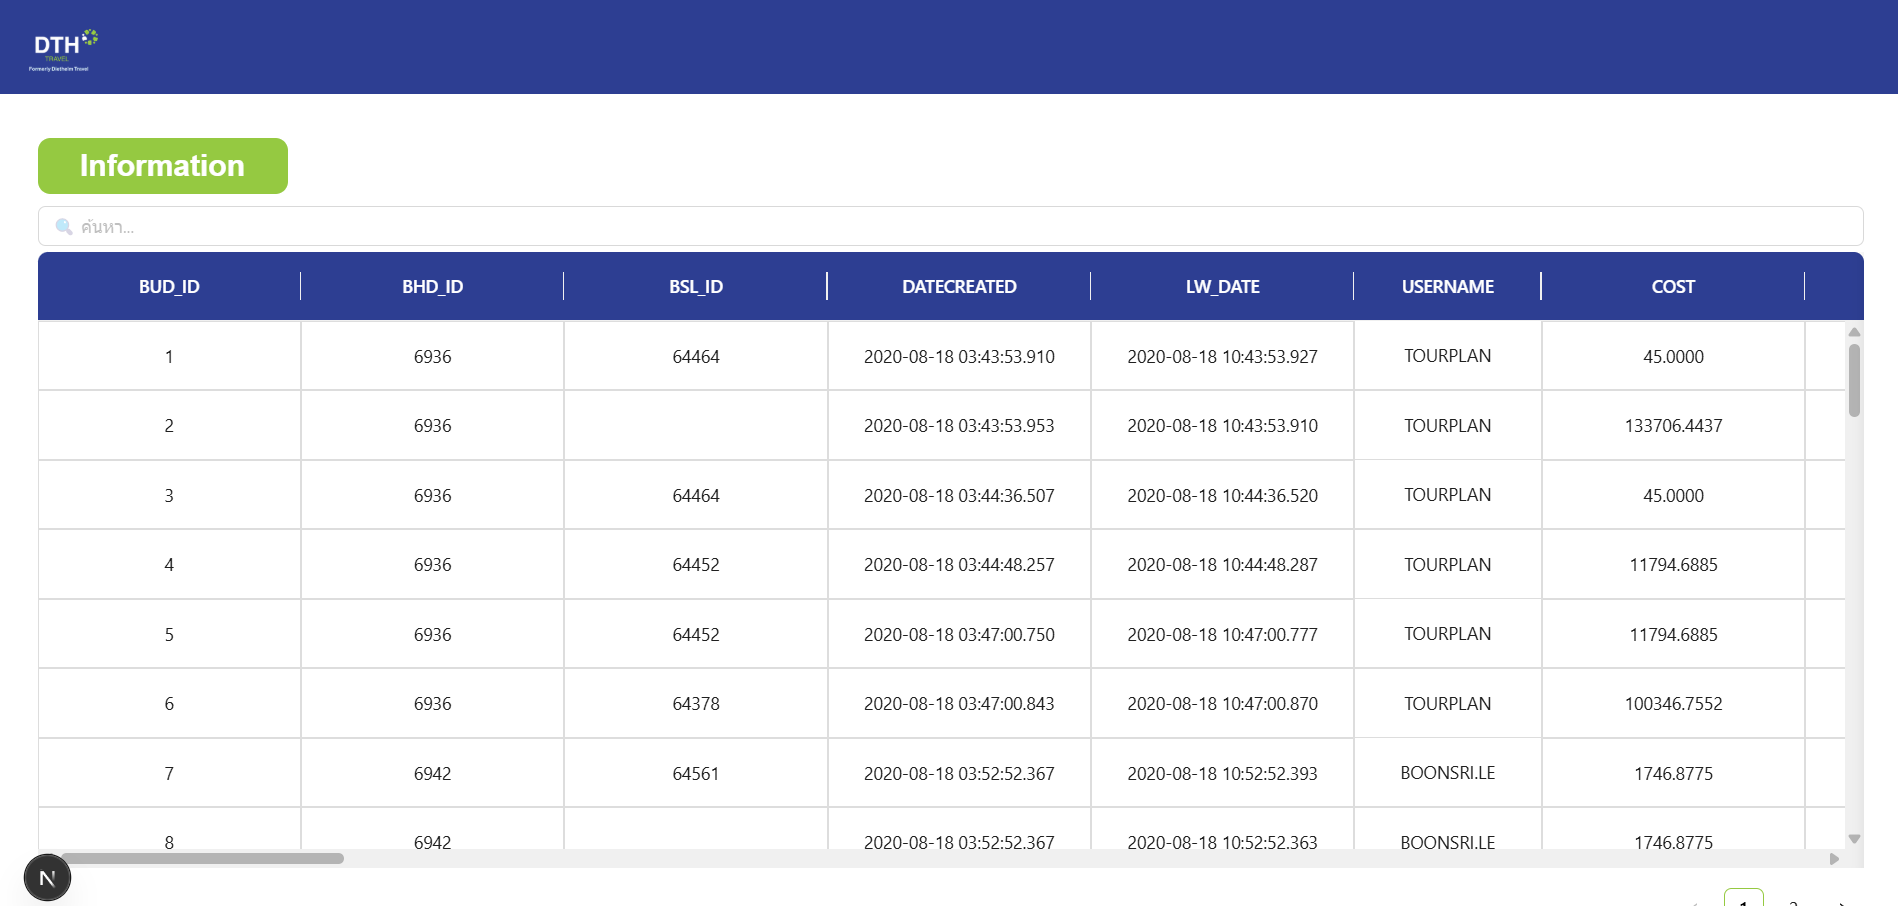 DTH
TRAVEL
Formerly Diethelm Travel
Information
🔍 ค้นหา...
BUD_ID BHD_ID BSL_ID DATECREATED LW_DATE USERNAME COST
1 6936 64464 2020-08-18 03:43:53.910 2020-08-18 10:43:53.927 TOURPLAN 45.0000
2 6936 2020-08-18 03:43:53.953 2020-08-18 10:43:53.910 TOURPLAN 133706.4437
3 6936 64464 2020-08-18 03:44:36.507 2020-08-18 10:44:36.520 TOURPLAN 45.0000
4 6936 64452 2020-08-18 03:44:48.257 2020-08-18 10:44:48.287 TOURPLAN 11794.6885
5 6936 64452 2020-08-18 03:47:00.750 2020-08-18 10:47:00.777 TOURPLAN 11794.6885
6 6936 64378 2020-08-18 03:47:00.843 2020-08-18 10:47:00.870 TOURPLAN 100346.7552
7 6942 64561 2020-08-18 03:52:52.367 2020-08-18 10:52:52.393 BOONSRI.LE 1746.8775
8 6942 2020-08-18 03:52:52.367 2020-08-18 10:52:52.363 BOONSRI.LE 1746.8775
N
1 2